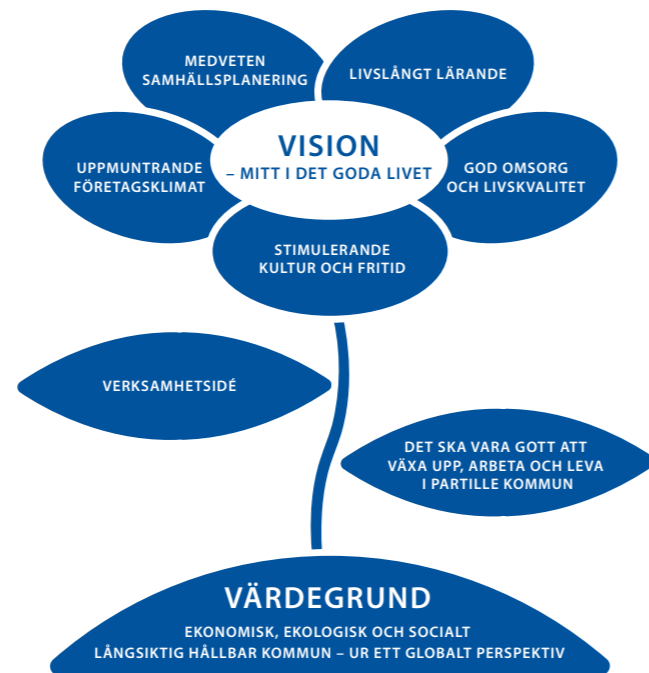 MEDVETEN
SAMHÄLLSPLANERING
LIVSLÅNGT LÄRANDE
UPPMUNTRANDE
FÖRETAGSKLIMAT
VISION
– MITT I DET GODA LIVET
GOD OMSORG
OCH LIVSKVALITET
STIMULERANDE
KULTUR OCH FRITID
VERKSAMHETSIDÉ
DET SKA VARA GOTT ATT
VÄXA UPP, ARBETA OCH LEVA
I PARTILLE KOMMUN
VÄRDEGRUND
EKONOMISK, EKOLOGISK OCH SOCIALT
LÅNGSIKTIG HÅLLBAR KOMMUN – UR ETT GLOBALT PERSPEKTIV